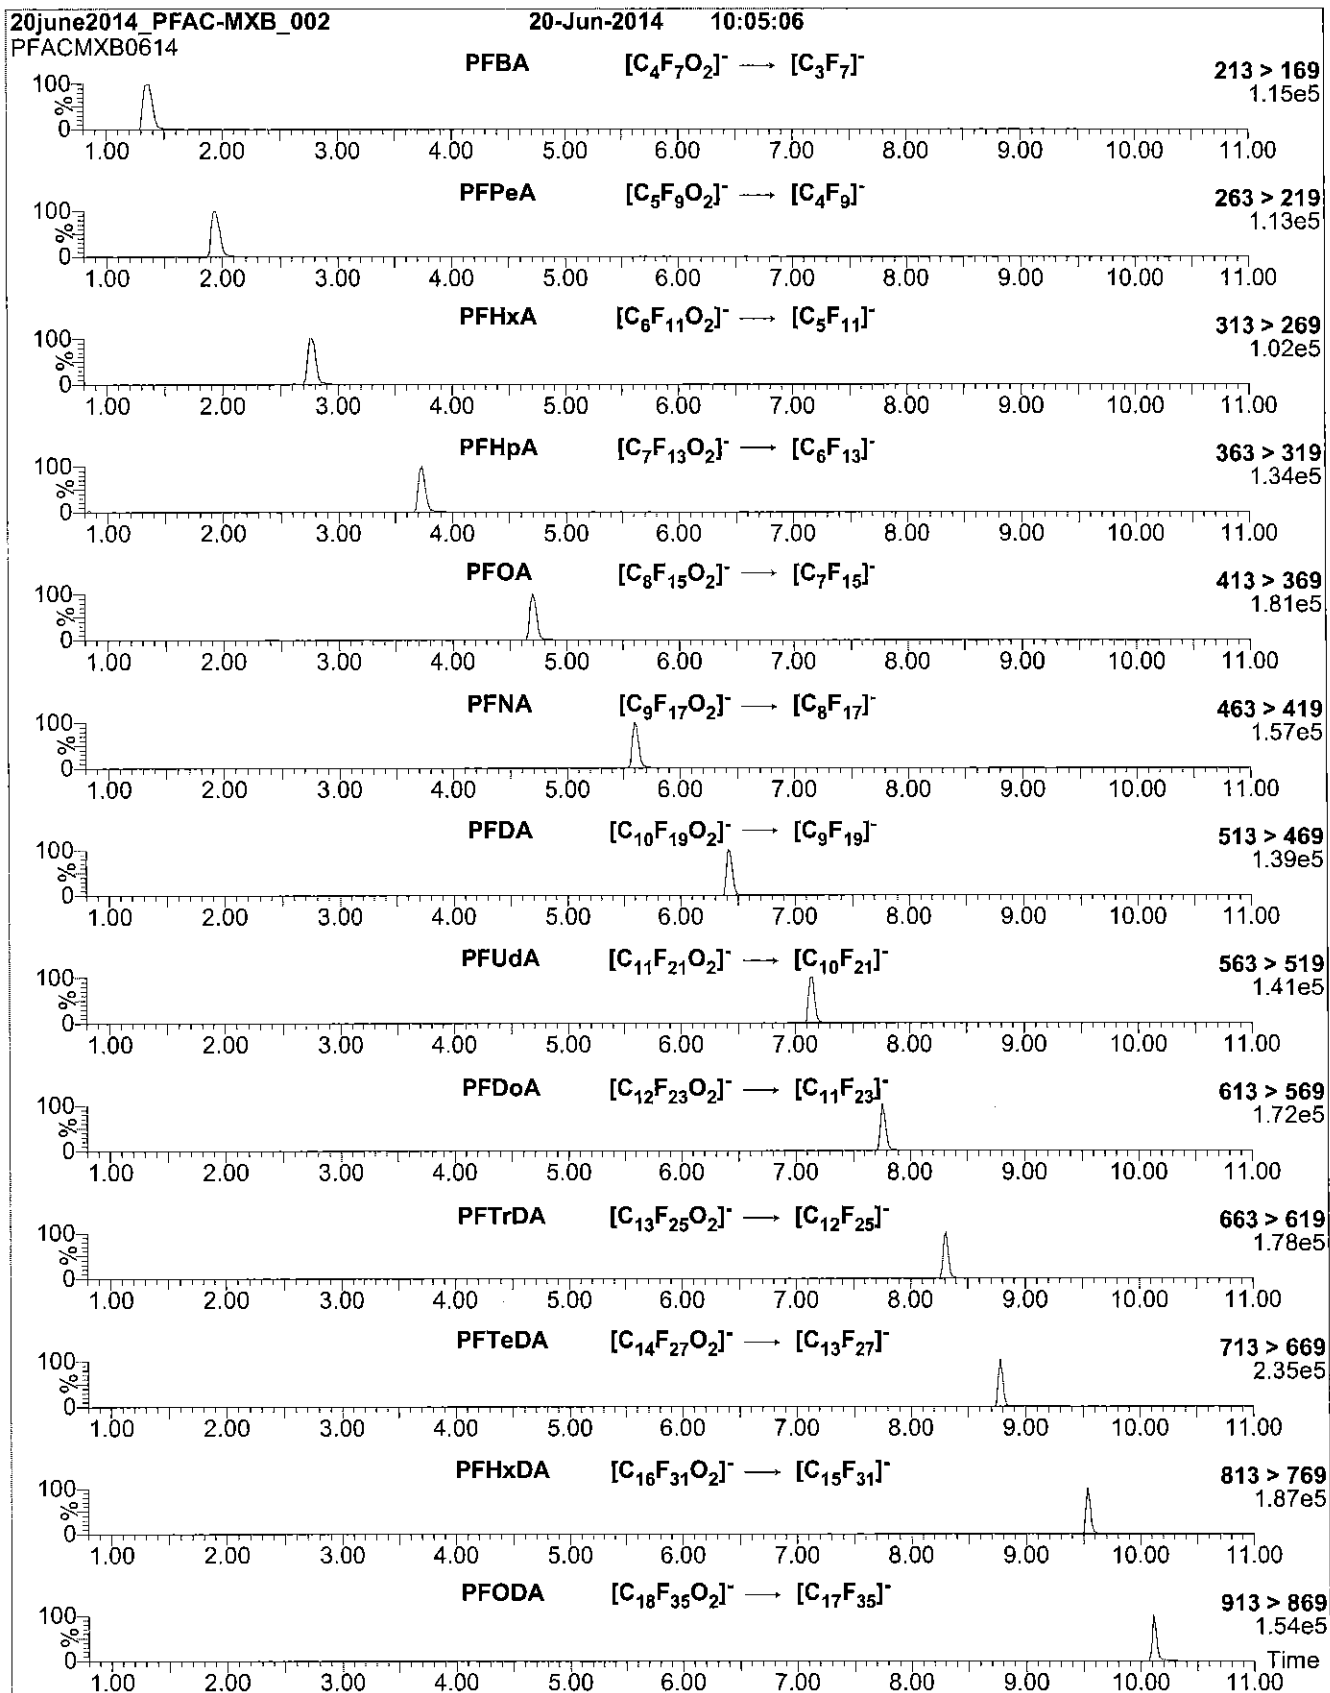 20june2014_PFAC-MXB_002 20-Jun-2014 10:05:06
PFACMXB0614
PFBA [C4F7O2]⁻ → [C3F7]⁻ 213 > 169
1.15e5
100
%
0
1.00 2.00 3.00 4.00 5.00 6.00 7.00 8.00 9.00 10.00 11.00
PFPeA [C5F9O2]⁻ → [C4F9]⁻ 263 > 219
1.13e5
100
%
0
1.00 2.00 3.00 4.00 5.00 6.00 7.00 8.00 9.00 10.00 11.00
PFHxA [C6F11O2]⁻ → [C5F11]⁻ 313 > 269
1.02e5
100
%
0
1.00 2.00 3.00 4.00 5.00 6.00 7.00 8.00 9.00 10.00 11.00
PFHpA [C7F13O2]⁻ → [C6F13]⁻ 363 > 319
1.34e5
100
%
0
1.00 2.00 3.00 4.00 5.00 6.00 7.00 8.00 9.00 10.00 11.00
PFOA [C8F15O2]⁻ → [C7F15]⁻ 413 > 369
1.81e5
100
%
0
1.00 2.00 3.00 4.00 5.00 6.00 7.00 8.00 9.00 10.00 11.00
PFNA [C9F17O2]⁻ → [C8F17]⁻ 463 > 419
1.57e5
100
%
0
1.00 2.00 3.00 4.00 5.00 6.00 7.00 8.00 9.00 10.00 11.00
PFDA [C10F19O2]⁻ → [C9F19]⁻ 513 > 469
1.39e5
100
%
0
1.00 2.00 3.00 4.00 5.00 6.00 7.00 8.00 9.00 10.00 11.00
PFUdA [C11F21O2]⁻ → [C10F21]⁻ 563 > 519
1.41e5
100
%
0
1.00 2.00 3.00 4.00 5.00 6.00 7.00 8.00 9.00 10.00 11.00
PFDoA [C12F23O2]⁻ → [C11F23]⁻ 613 > 569
1.72e5
100
%
0
1.00 2.00 3.00 4.00 5.00 6.00 7.00 8.00 9.00 10.00 11.00
PFTrDA [C13F25O2]⁻ → [C12F25]⁻ 663 > 619
1.78e5
100
%
0
1.00 2.00 3.00 4.00 5.00 6.00 7.00 8.00 9.00 10.00 11.00
PFTeDA [C14F27O2]⁻ → [C13F27]⁻ 713 > 669
2.35e5
100
%
0
1.00 2.00 3.00 4.00 5.00 6.00 7.00 8.00 9.00 10.00 11.00
PFHxDA [C16F31O2]⁻ → [C15F31]⁻ 813 > 769
1.87e5
100
%
0
1.00 2.00 3.00 4.00 5.00 6.00 7.00 8.00 9.00 10.00 11.00
PFODA [C18F35O2]⁻ → [C17F35]⁻ 913 > 869
1.54e5
100
%
0
Time
1.00 2.00 3.00 4.00 5.00 6.00 7.00 8.00 9.00 10.00 11.00